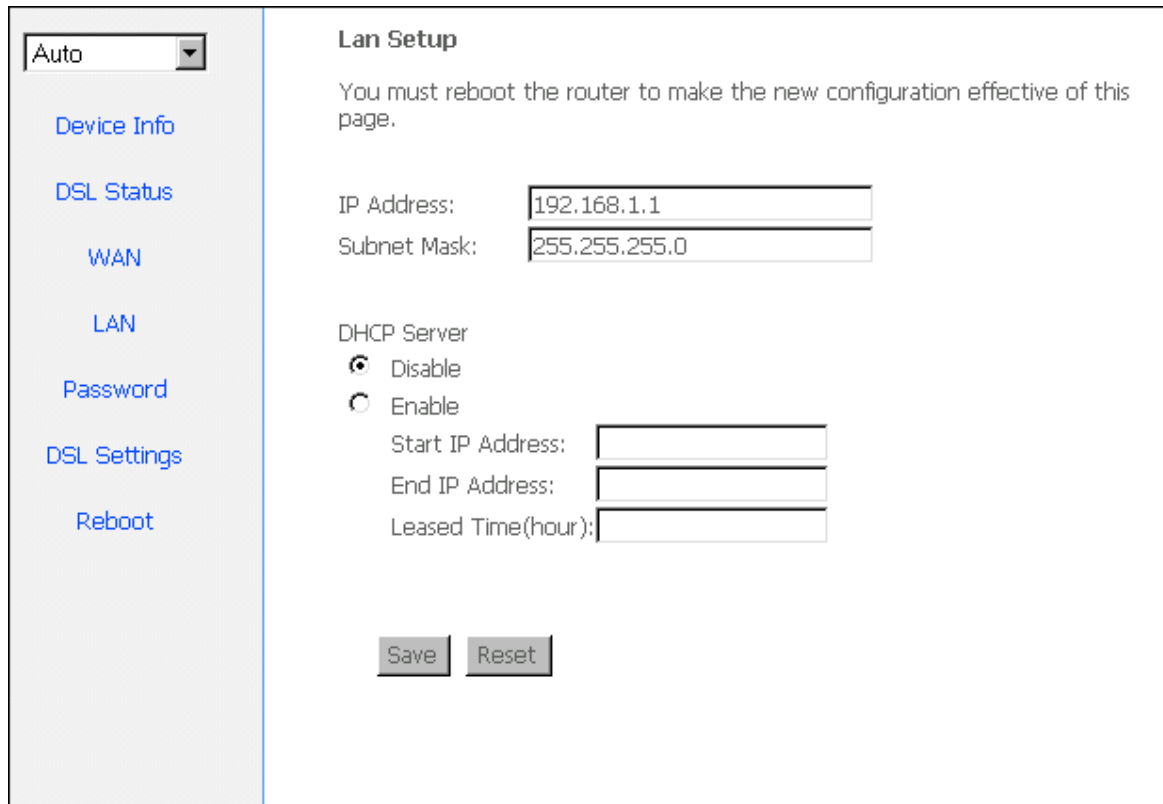 Auto
Device Info
DSL Status
WAN
LAN
Password
DSL Settings
Reboot
Lan Setup
You must reboot the router to make the new configuration effective of this
page.
IP Address: 192.168.1.1
Subnet Mask: 255.255.255.0
DHCP Server
Disable
Enable
Start IP Address:
End IP Address:
Leased Time(hour):
Save Reset